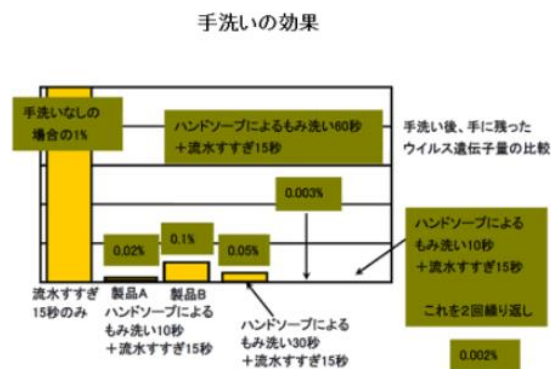 手洗いの効果
手洗いなしの
場合の1%
ハンドソープによるもみ洗い60秒
＋流水すすぎ15秒
手洗い後、手に残った
ウイルス遺伝子量の比較
0.003%
0.02%
0.1%
0.05%
ハンドソープによる
もみ洗い10秒
＋流水すすぎ15秒
これを2回繰り返し
0.002%
流水すすぎ
15秒のみ
製品A
製品B
ハンドソープによる
もみ洗い10秒
＋流水すすぎ15秒
ハンドソープによる
もみ洗い30秒
＋流水すすぎ15秒